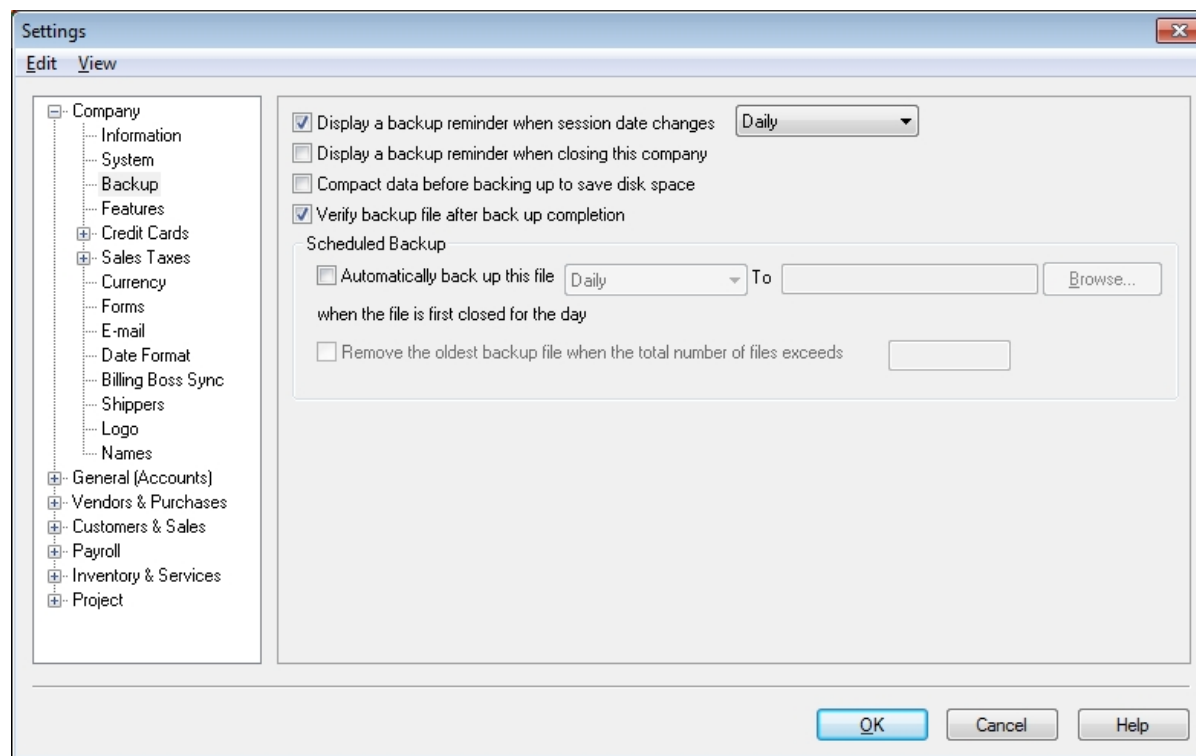 Settings
Edit View
Company
Information
System
Backup
Features
Credit Cards
Sales Taxes
Currency
Forms
E-mail
Date Format
Billing Boss Sync
Shippers
Logo
Names
General (Accounts)
Vendors & Purchases
Customers & Sales
Payroll
Inventory & Services
Project
Display a backup reminder when session date changes Daily
Display a backup reminder when closing this company
Compact data before backing up to save disk space
Verify backup file after back up completion
Scheduled Backup
Automatically back up this file Daily To Browse...
when the file is first closed for the day
Remove the oldest backup file when the total number of files exceeds
OK Cancel Help